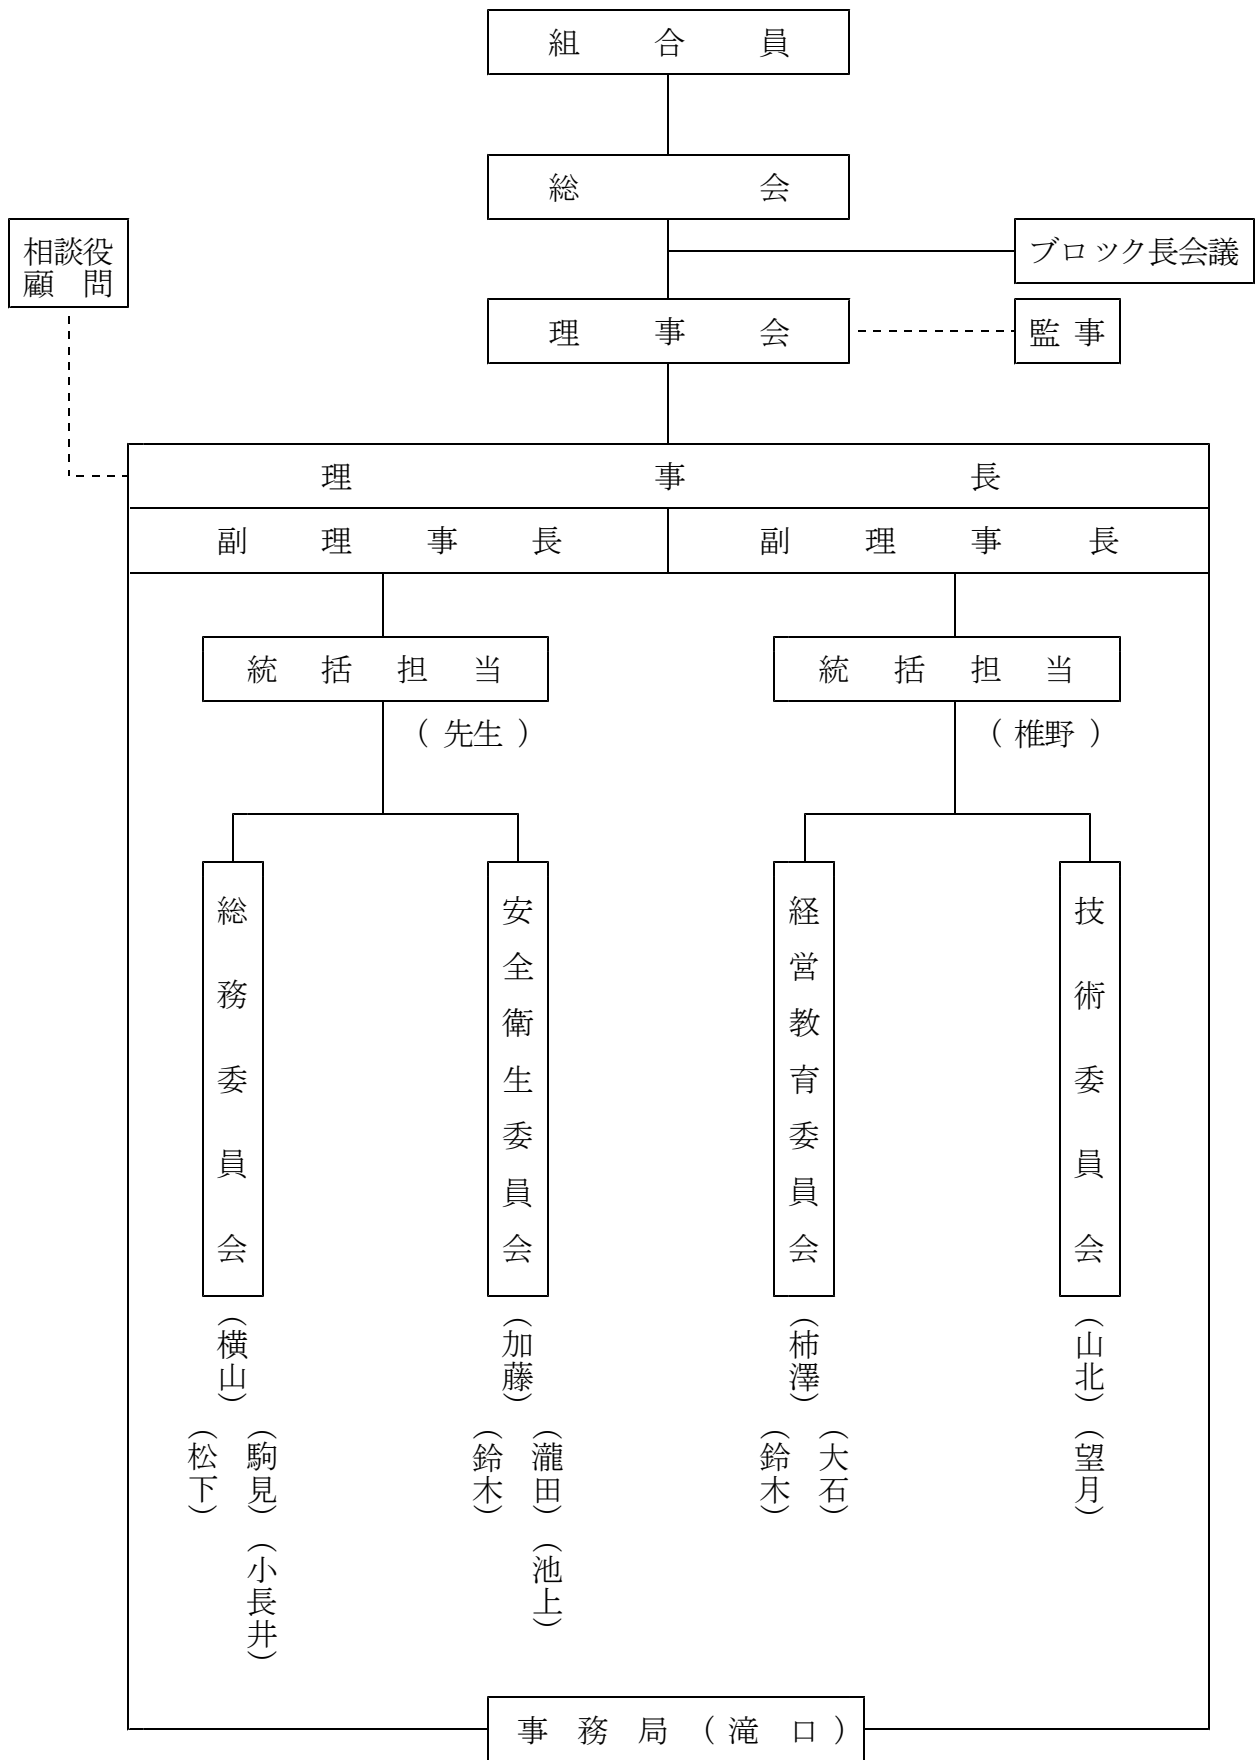 組合員
総会
相談役
顧問
ブロック長会議
理事会
監事
理事長
副理事長
副理事長
統括担当
(先生)
統括担当
(椎野)
総務委員会
安全衛生委員会
経営教育委員会
技術委員会
(横山)
(駒見)(小長井)
(松下)
(加藤)
(瀧田)(池上)
(鈴木)
(柿澤)
(大石)
(鈴木)
(山北)(望月)
事務局(滝口)